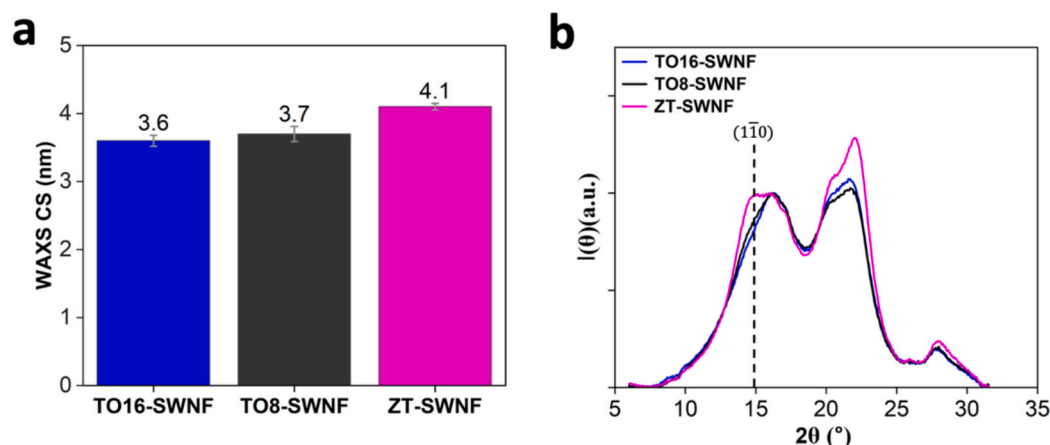 a
WAXS CS (nm)
5
4
3
2
1
0
3.6
3.7
4.1
TO16-SWNF
TO8-SWNF
ZT-SWNF
b
TO16-SWNF
TO8-SWNF
ZT-SWNF
(11̅0)
I(θ)(a.u.)
5
10
15
20
25
30
35
2θ (°)